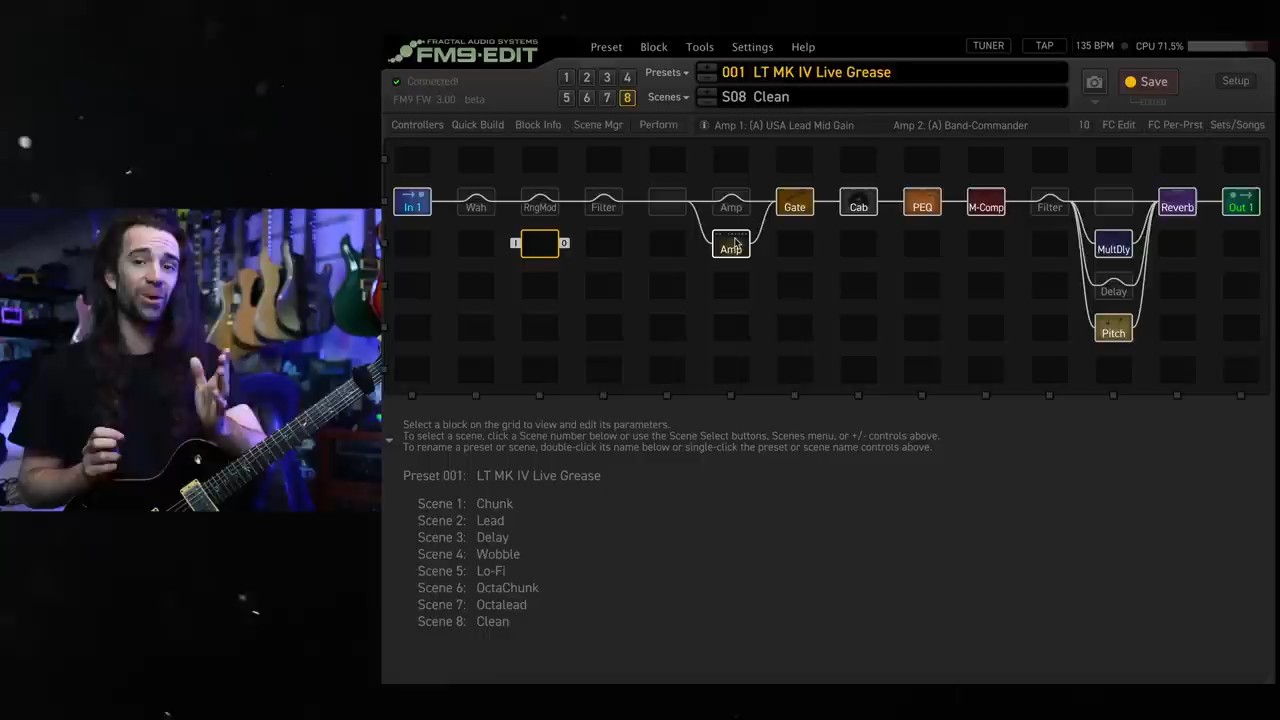 FRACTAL AUDIO SYSTEMS
FM9-EDIT
Preset Block Tools Settings Help
TUNER TAP 135 BPM CPU 71.5%
Connected!
FM9 FW 3.00 beta
1 2 3 4
5 6 7 8
Presets
001 LT MK IV Live Grease
Scenes
S08 Clean
Save
EDITED
Setup
Controllers Quick Build Block Info Scene Mgr Perform
Amp 1: (A) USA Lead Mid Gain Amp 2: (A) Band-Commander
10 FC Edit FC Per-Prst Sets/Songs
In 1 Wah RngMod Filter Amp Gate Cab PEQ M-Comp Filter Reverb Out 1
I O Amp MultDly
Delay
Pitch
Select a block on the grid to view and edit its parameters.
To select a scene, click a Scene number below or use the Scene Select buttons, Scenes menu, or +/- controls above.
To rename a preset or scene, double-click its name below or single-click the preset or scene name controls above.
Preset 001: LT MK IV Live Grease
Scene 1: Chunk
Scene 2: Lead
Scene 3: Delay
Scene 4: Wobble
Scene 5: Lo-Fi
Scene 6: OctaChunk
Scene 7: Octalead
Scene 8: Clean